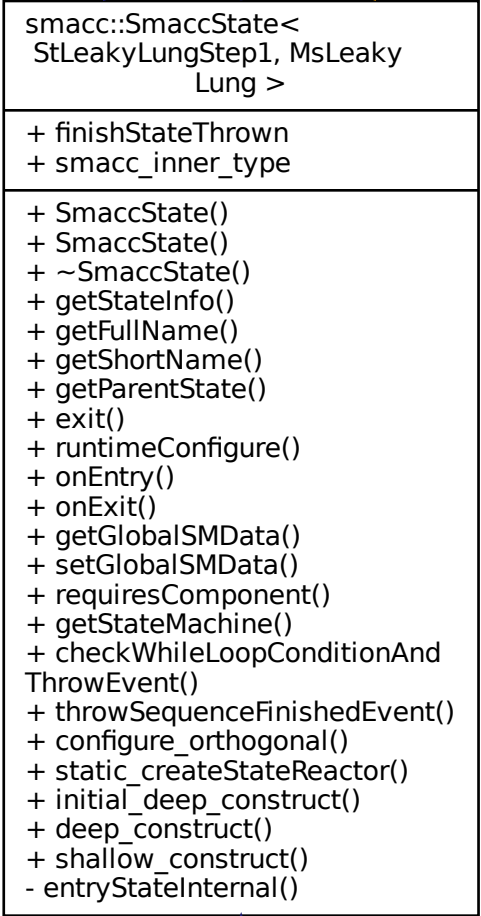 smacc::SmaccState<
StLeakyLungStep1, MsLeaky
Lung >
+ finishStateThrown
+ smacc_inner_type
+ SmaccState()
+ SmaccState()
+ ~SmaccState()
+ getStateInfo()
+ getFullName()
+ getShortName()
+ getParentState()
+ exit()
+ runtimeConfigure()
+ onEntry()
+ onExit()
+ getGlobalSMData()
+ setGlobalSMData()
+ requiresComponent()
+ getStateMachine()
+ checkWhileLoopConditionAnd
ThrowEvent()
+ throwSequenceFinishedEvent()
+ configure_orthogonal()
+ static_createStateReactor()
+ initial_deep_construct()
+ deep_construct()
+ shallow_construct()
- entryStateInternal()